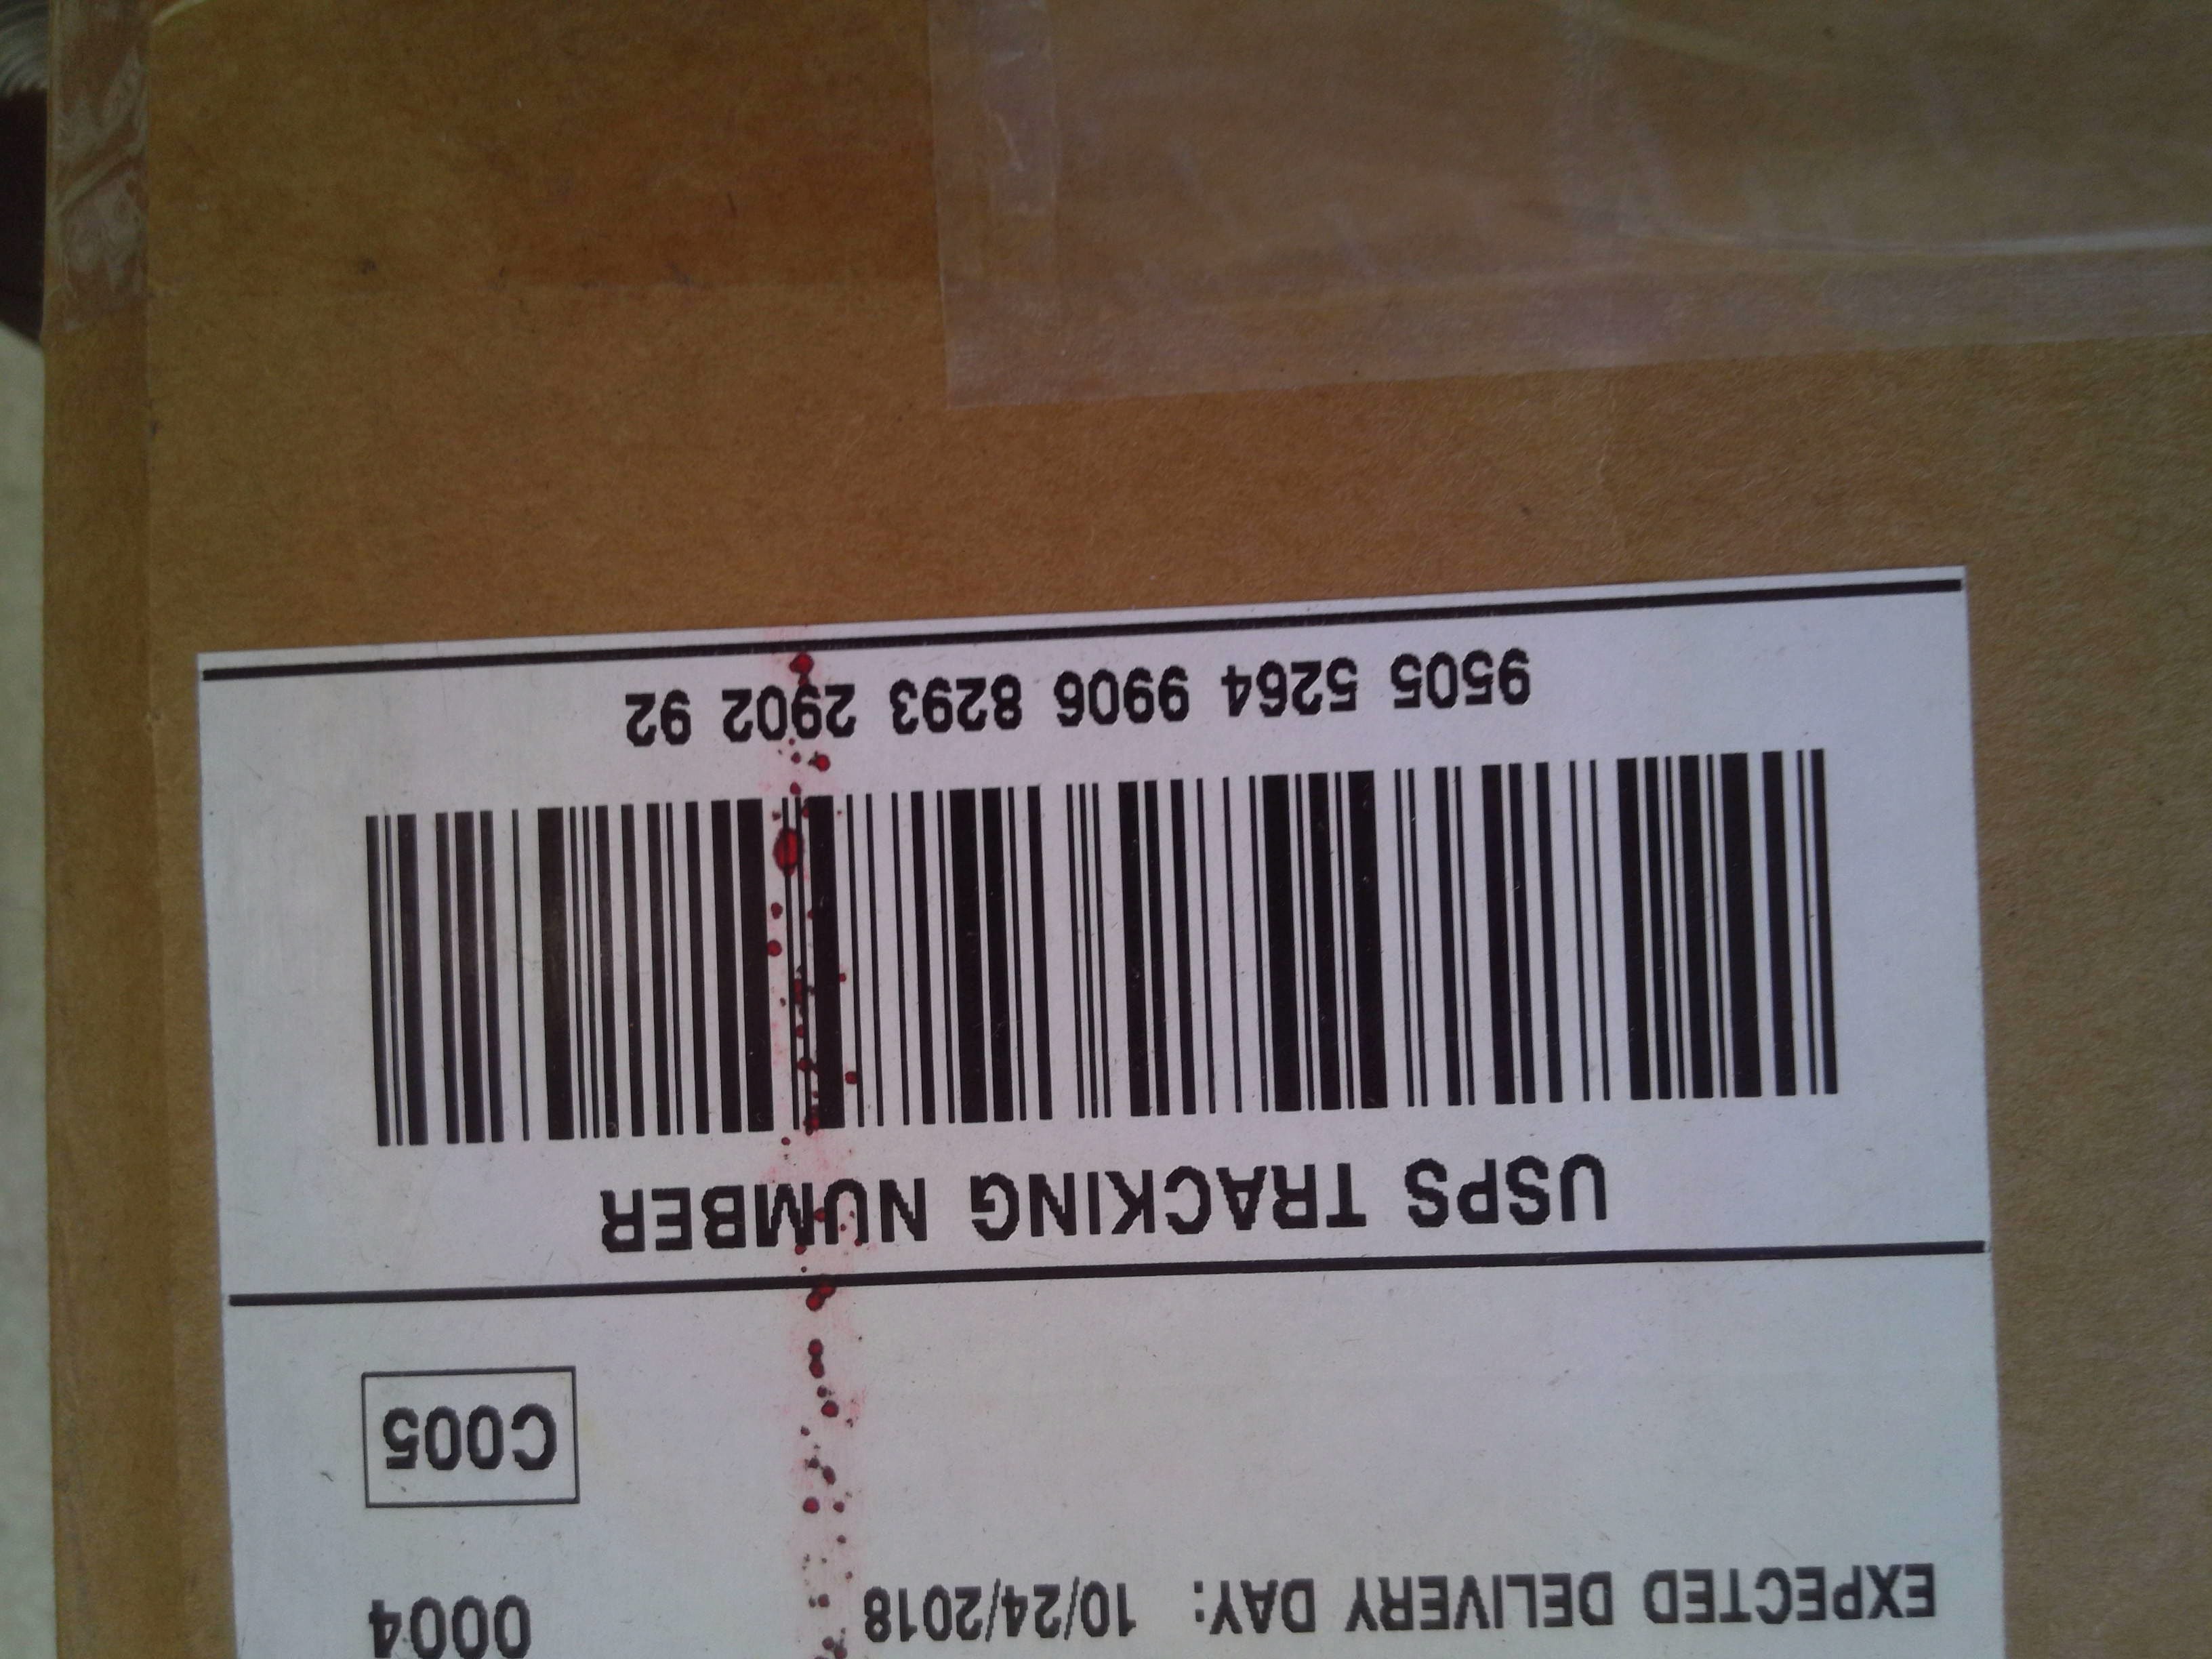 EXPECTED DELIVERY DAY: 10/24/2018
0004
C005
USPS TRACKING NUMBER
9505 5264 9906 8293 2902 92